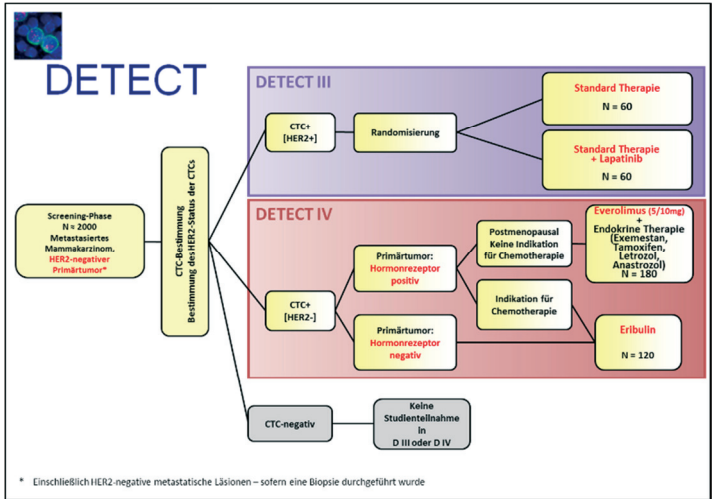 DETECT
DETECT III
CTC+
[HER2+]
Randomisierung
Standard Therapie
N = 60
Standard Therapie
+ Lapatinib
N = 60
Screening-Phase
N ≈ 2000
Metastasiertes
Mammakarzinom.
HER2-negativer
Primärtumor*
CTC-Bestimmung
Bestimmung des HER2-Status der CTCs
DETECT IV
CTC+
[HER2-]
Primärtumor:
Hormonrezeptor
positiv
Primärtumor:
Hormonrezeptor
negativ
Postmenopausal
Keine Indikation
für Chemotherapie
Indikation für
Chemotherapie
Everolimus (5/10mg)
+
Endokrine Therapie
(Exemestan,
Tamoxifen,
Letrozol,
Anastrozol)
N = 180
Eribulin
N = 120
CTC-negativ
Keine
Studienteilnahme
in
D III oder D IV
* Einschließlich HER2-negative metastatische Läsionen – sofern eine Biopsie durchgeführt wurde